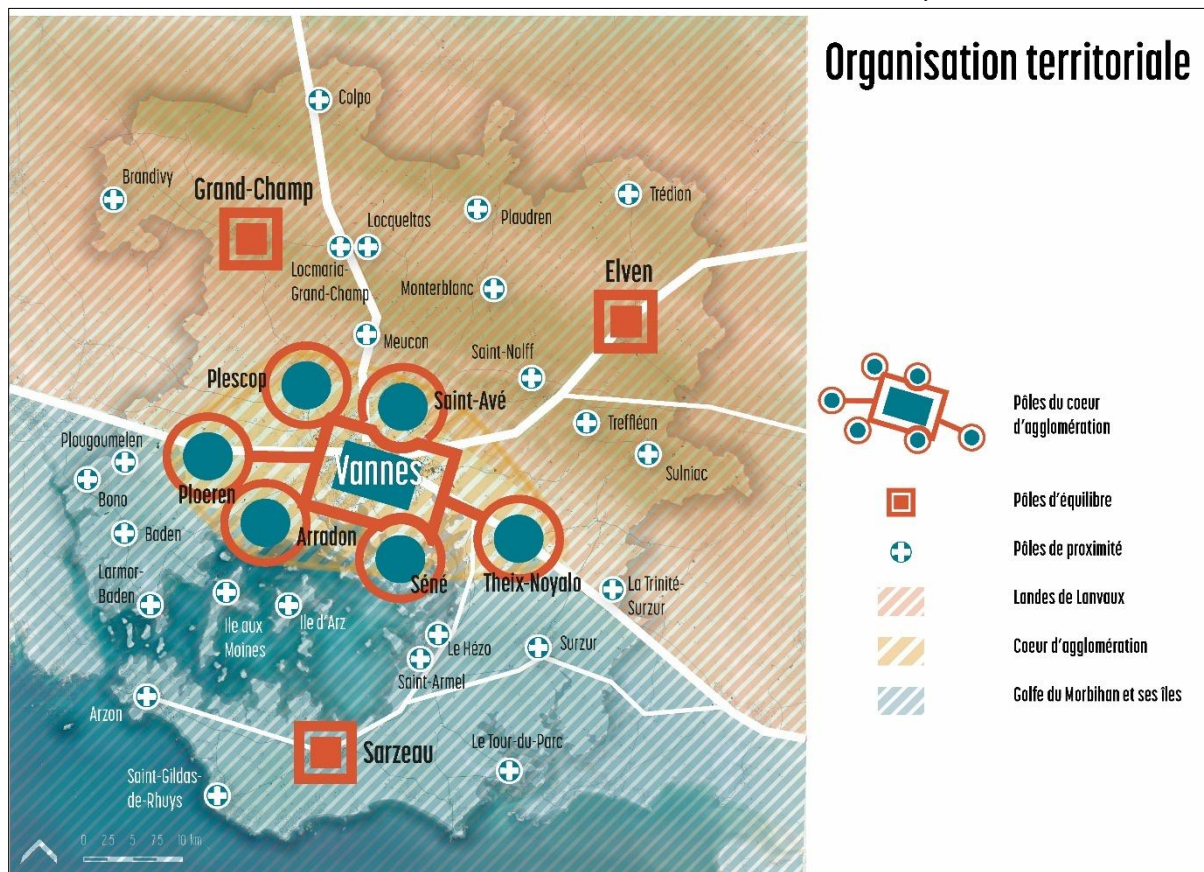 Organisation territoriale
Colpo
Brandivy
Grand-Champ
Trédion
Plaudren
Locqueltas
Locmaria-
Grand-Champ
Elven
Monterblanc
Meucon
Saint-Nolff
Plescop
Saint-Avé
Treffléan
Plougoumelen
Sulniac
Vannes
Ploeren
Bono
Baden
Arradon
Larmor-
Baden
Séné
Theix-Noyalo
La Trinité-
Surzur
Ile aux
Moines
Ile d'Arz
Le Hézo
Surzur
Saint-Armel
Arzon
Sarzeau
Le Tour-du-Parc
Saint-Gildas-
de-Rhuys
0 2.5 5 7.5 10 km
Pôles du coeur
d'agglomération
Pôles d'équilibre
Pôles de proximité
Landes de Lanvaux
Coeur d'agglomération
Golfe du Morbihan et ses îles